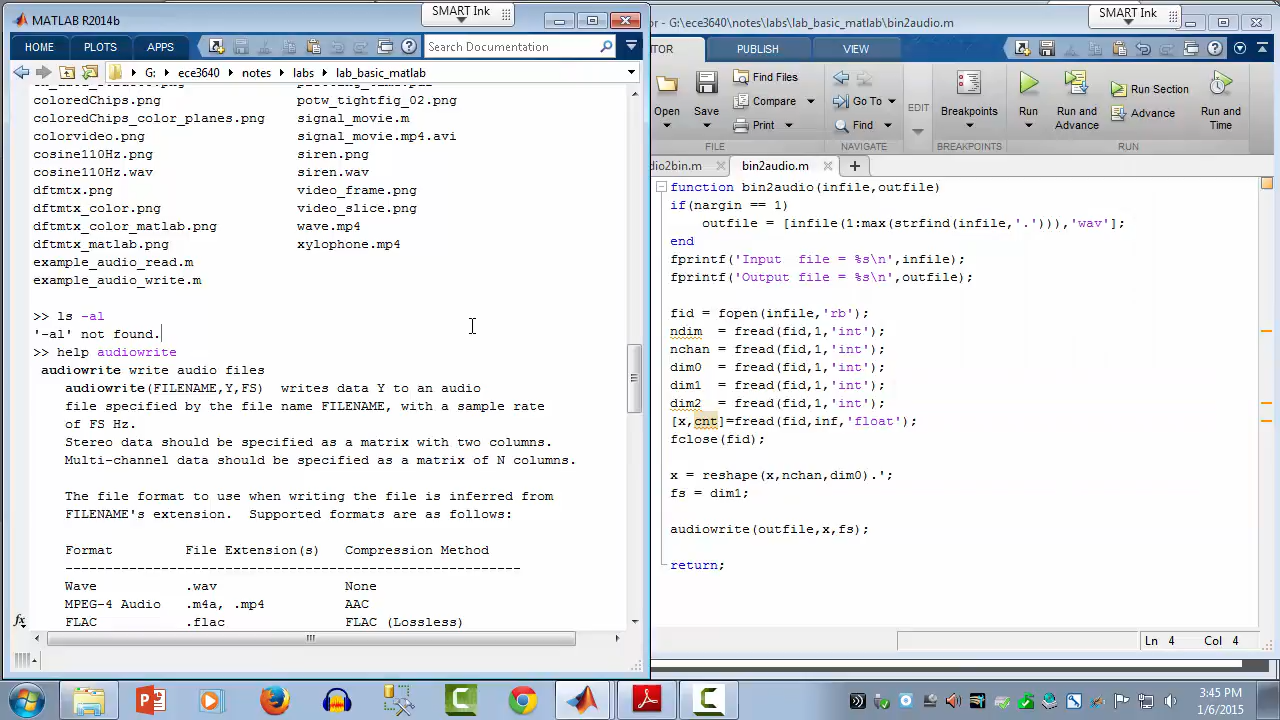 MATLAB R2014b
SMART Ink
HOME PLOTS APPS
Search Documentation
G: ece3640 notes labs lab_basic_matlab
coloredChips.png potw_tightfig_02.png
coloredChips_color_planes.png signal_movie.m
colorvideo.png signal_movie.mp4.avi
cosine110Hz.png siren.png
cosine110Hz.wav siren.wav
dftmtx.png video_frame.png
dftmtx_color.png video_slice.png
dftmtx_color_matlab.png wave.mp4
dftmtx_matlab.png xylophone.mp4
example_audio_read.m
example_audio_write.m
>> ls -al
'-al' not found.
>> help audiowrite
audiowrite write audio files
audiowrite(FILENAME,Y,FS) writes data Y to an audio
file specified by the file name FILENAME, with a sample rate
of FS Hz.
Stereo data should be specified as a matrix with two columns.
Multi-channel data should be specified as a matrix of N columns.
The file format to use when writing the file is inferred from
FILENAME's extension. Supported formats are as follows:
Format File Extension(s) Compression Method
------------------------------------------------------------
Wave .wav None
MPEG-4 Audio .m4a, .mp4 AAC
FLAC .flac FLAC (Lossless)
fx
or - G:\ece3640\notes\labs\lab_basic_matlab\bin2audio.m
SMART Ink
TOR PUBLISH VIEW
Open Save Find Files Compare Print
Go To Find
EDIT
Breakpoints
Run Run and Advance Run Section Advance Run and Time
FILE NAVIGATE BREAKPOINTS RUN
dio2bin.m bin2audio.m
function bin2audio(infile,outfile)
if(nargin == 1)
outfile = [infile(1:max(strfind(infile,'.'))),'wav'];
end
fprintf('Input  file = %s\n',infile);
fprintf('Output file = %s\n',outfile);
fid = fopen(infile,'rb');
ndim  = fread(fid,1,'int');
nchan = fread(fid,1,'int');
dim0  = fread(fid,1,'int');
dim1  = fread(fid,1,'int');
dim2  = fread(fid,1,'int');
[x,cnt]=fread(fid,inf,'float');
fclose(fid);
x = reshape(x,nchan,dim0).';
fs = dim1;
audiowrite(outfile,x,fs);
return;
Ln 4 Col 4
3:45 PM
1/6/2015